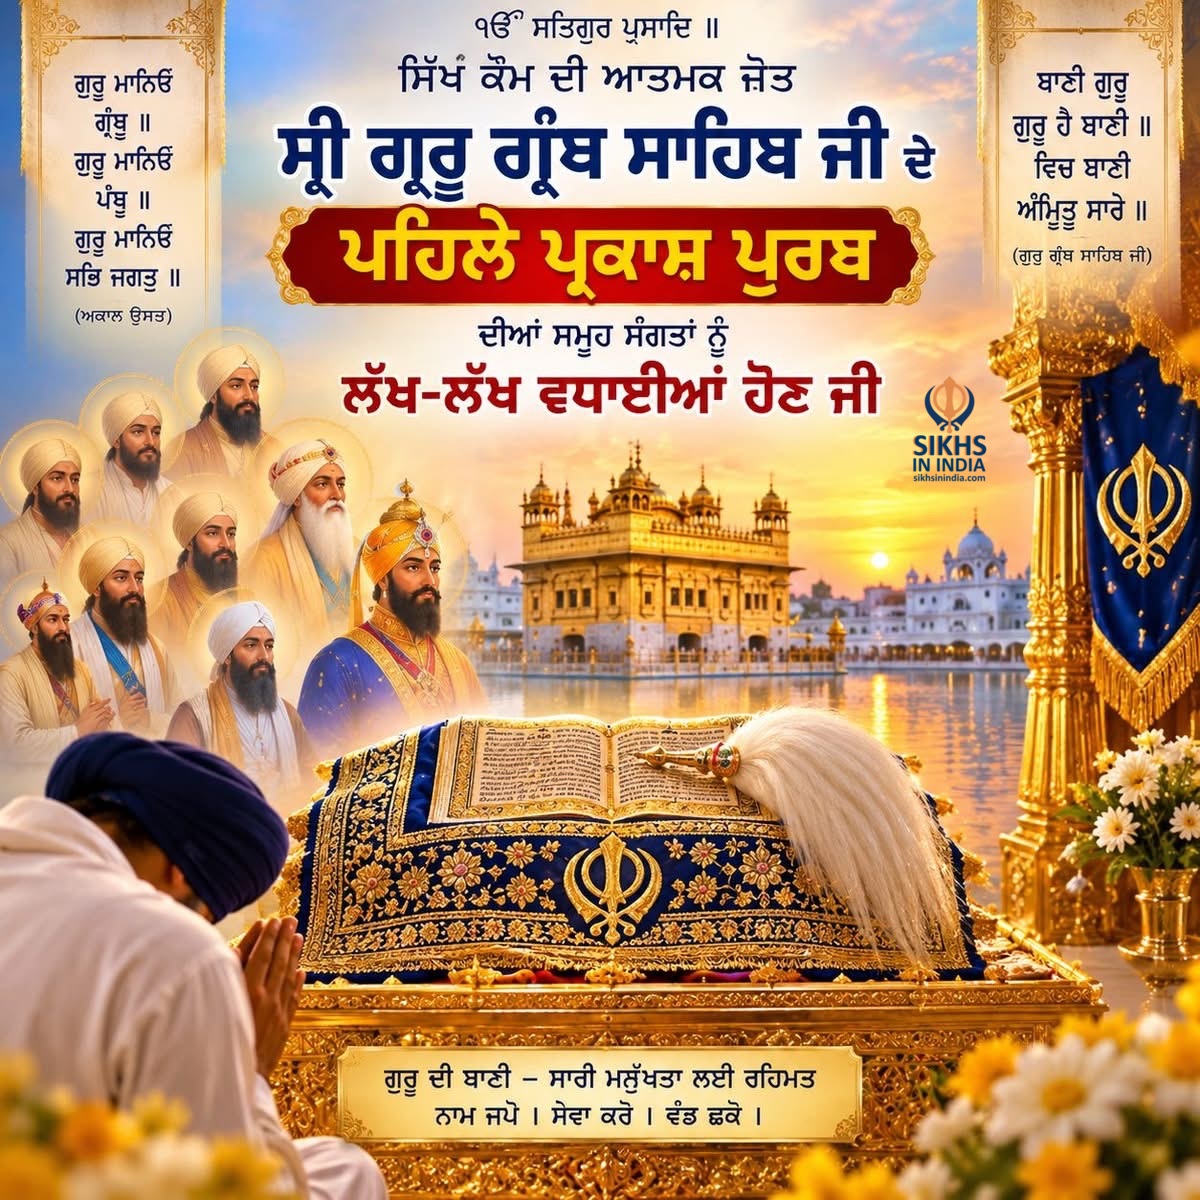 ੴ ਸਤਿਗੁਰ ਪ੍ਰਸਾਦਿ ॥
ਸਿੱਖ ਕੌਮ ਦੀ ਆਤਮਕ ਜ਼ੋਤ
ਸ੍ਰੀ ਗੁਰੂ ਗ੍ਰੰਥ ਸਾਹਿਬ ਜੀ ਦੇ
ਪਹਿਲੇ ਪ੍ਰਕਾਸ਼ ਪੁਰਬ
ਦੀਆਂ ਸਮੂਹ ਸੰਗਤਾਂ ਨੂੰ
ਲੱਖ-ਲੱਖ ਵਧਾਈਆਂ ਹੋਣ ਜੀ
ਗੁਰੂ ਮਾਨਿਓਂ
ਗ੍ਰੰਥੂ ॥
ਗੁਰੂ ਮਾਨਿਓਂ
ਪੰਥੂ ॥
ਗੁਰੂ ਮਾਨਿਓਂ
ਸਭਿ ਜਗਤੁ ॥
(ਅਕਾਲ ਉਸਤ)
ਬਾਣੀ ਗੁਰੂ
ਗੁਰੂ ਹੈ ਬਾਣੀ ॥
ਵਿਚ ਬਾਣੀ
ਅੰਮ੍ਰਿਤੁ ਸਾਰੇ ॥
(ਗੁਰੁ ਗ੍ਰੰਥ ਸਾਹਿਬ ਜੀ)
SIKHS
IN INDIA
sikhsinindia.com
ਗੁਰੂ ਦੀ ਬਾਣੀ – ਸਾਰੀ ਮਨੁੱਖਤਾ ਲਈ ਰਹਿਮਤ
ਨਾਮ ਜਪੋ । ਸੇਵਾ ਕਰੋ । ਵੰਡ ਛਕੋ ।